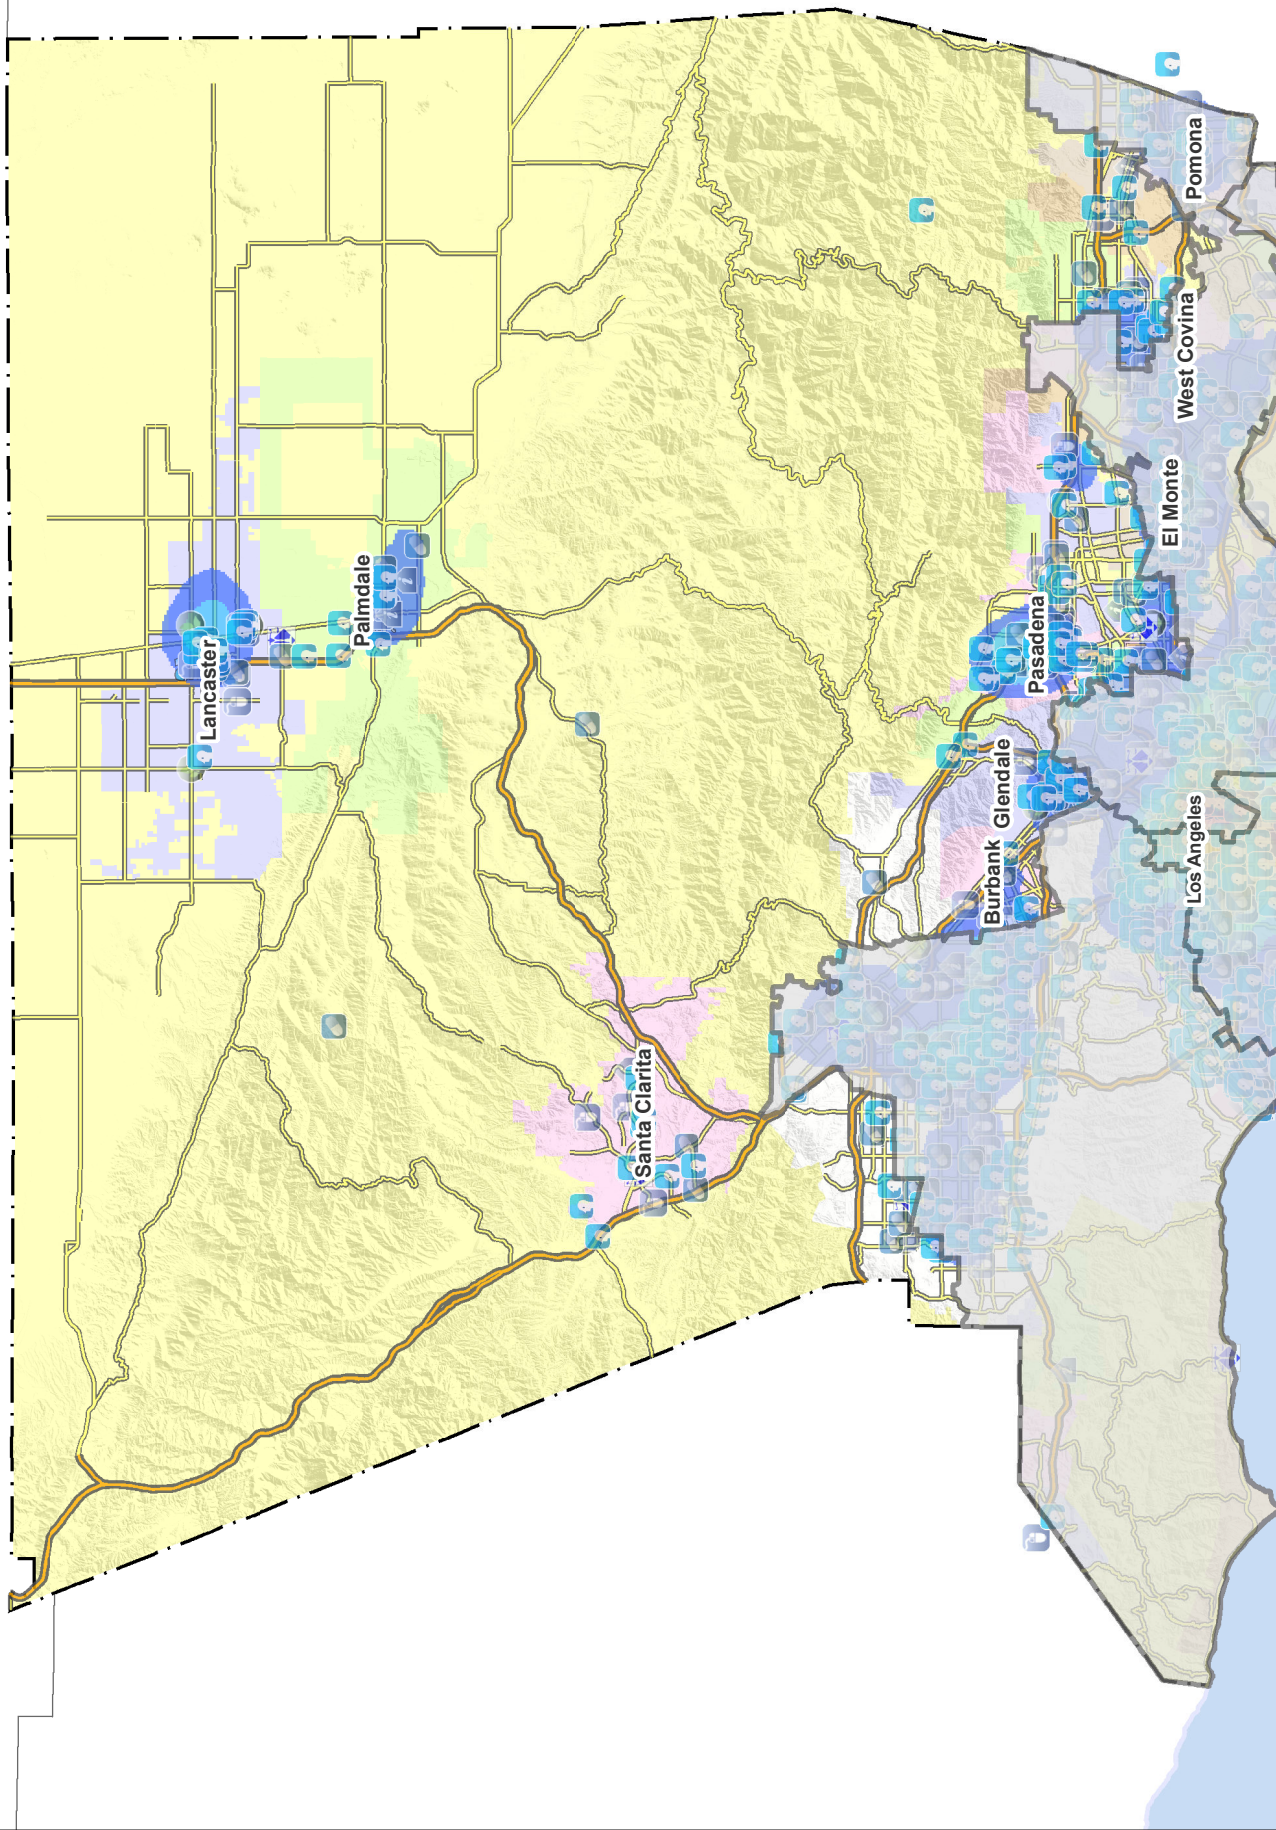 Lancaster
Palmdale
Santa Clarita
Burbank
Glendale
Pasadena
El Monte
West Covina
Pomona
Los Angeles